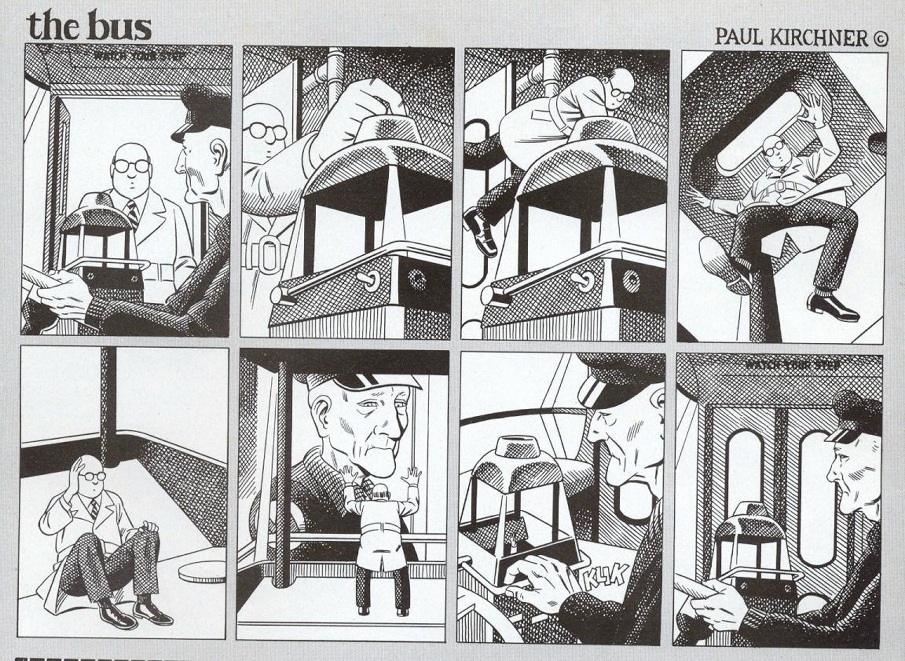 the bus
PAUL KIRCHNER ©
WATCH YOUR STEP
KLIK
WATCH YOUR STEP